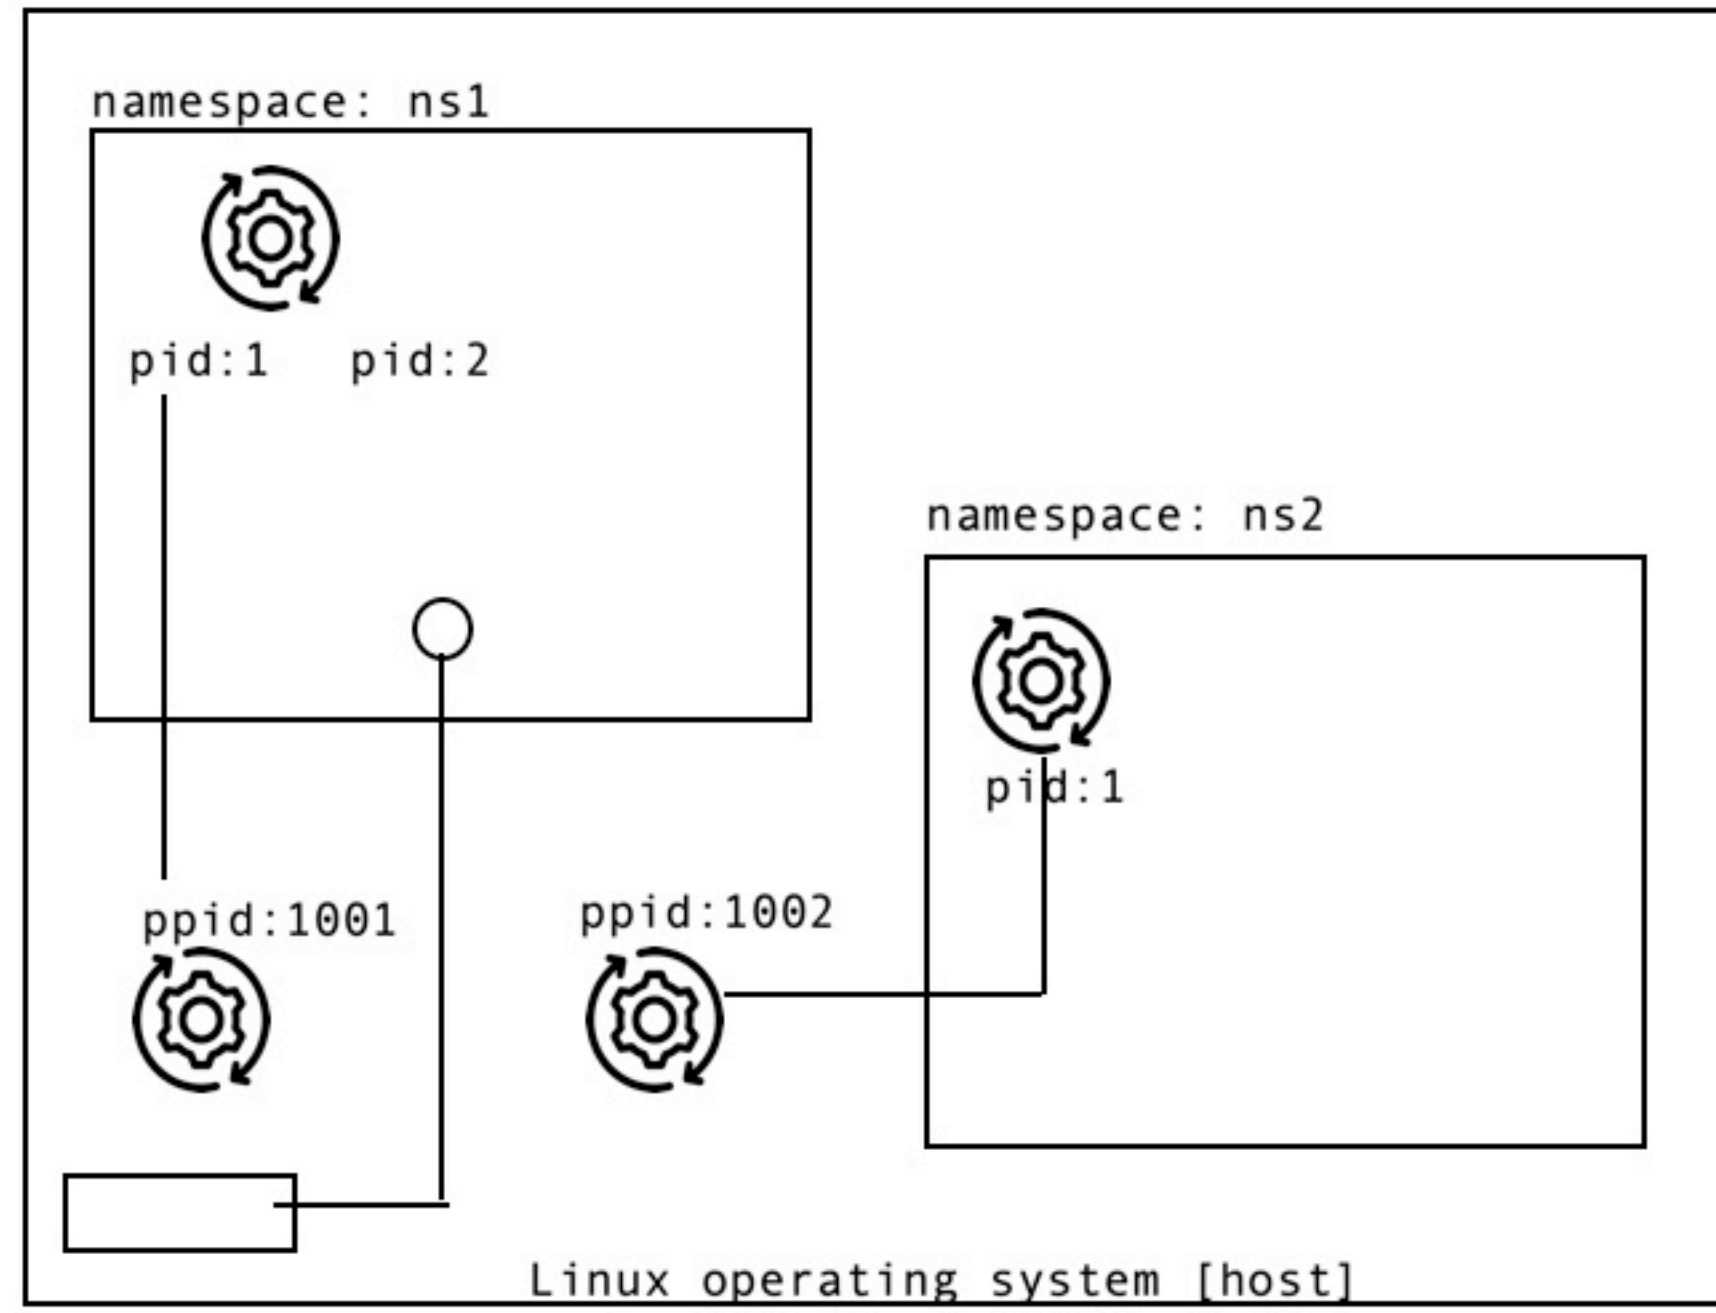 namespace: ns1
pid:1 pid:2
namespace: ns2
pid:1
ppid:1001
ppid:1002
Linux operating system [host]